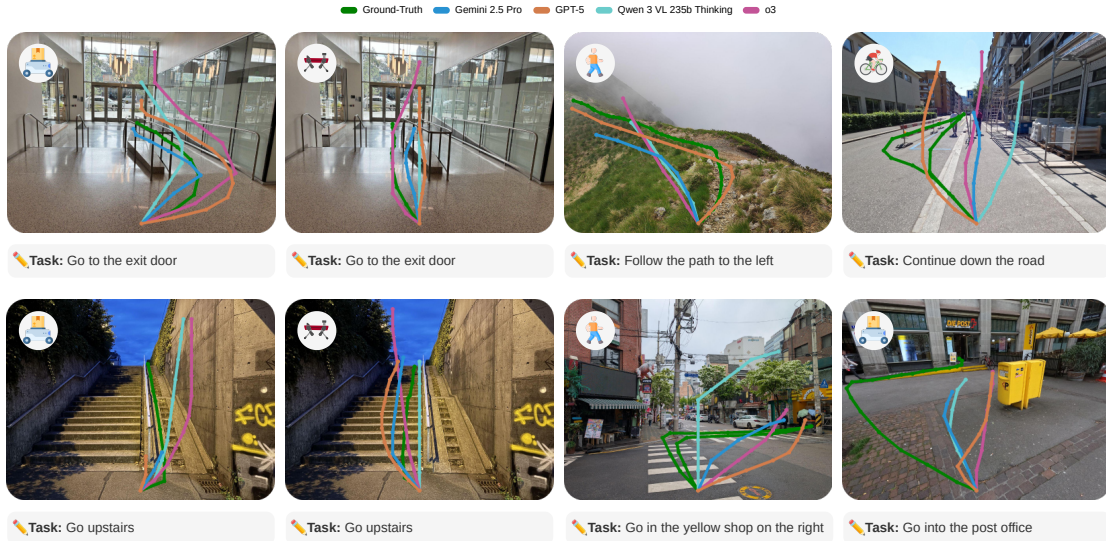 Ground-Truth Gemini 2.5 Pro GPT-5 Qwen 3 VL 235b Thinking o3
Task: Go to the exit door
Task: Go to the exit door
Task: Follow the path to the left
Task: Continue down the road
DIE POST
Task: Go upstairs
Task: Go upstairs
Task: Go in the yellow shop on the right
Task: Go into the post office